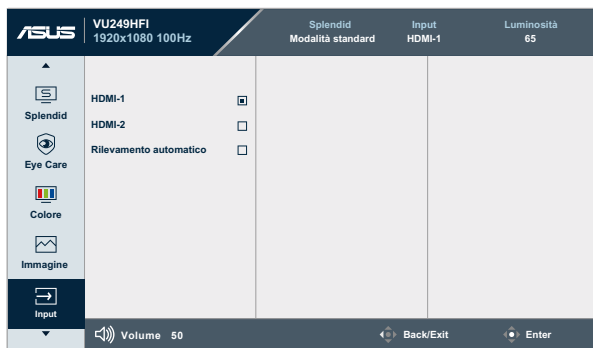 ASUS
VU249HFI
1920x1080 100Hz
Splendid
Modalità standard
Input
HDMI-1
Luminosità
65
Splendid
Eye Care
Colore
Immagine
Input
HDMI-1
HDMI-2
Rilevamento automatico
Volume 50
Back/Exit
Enter